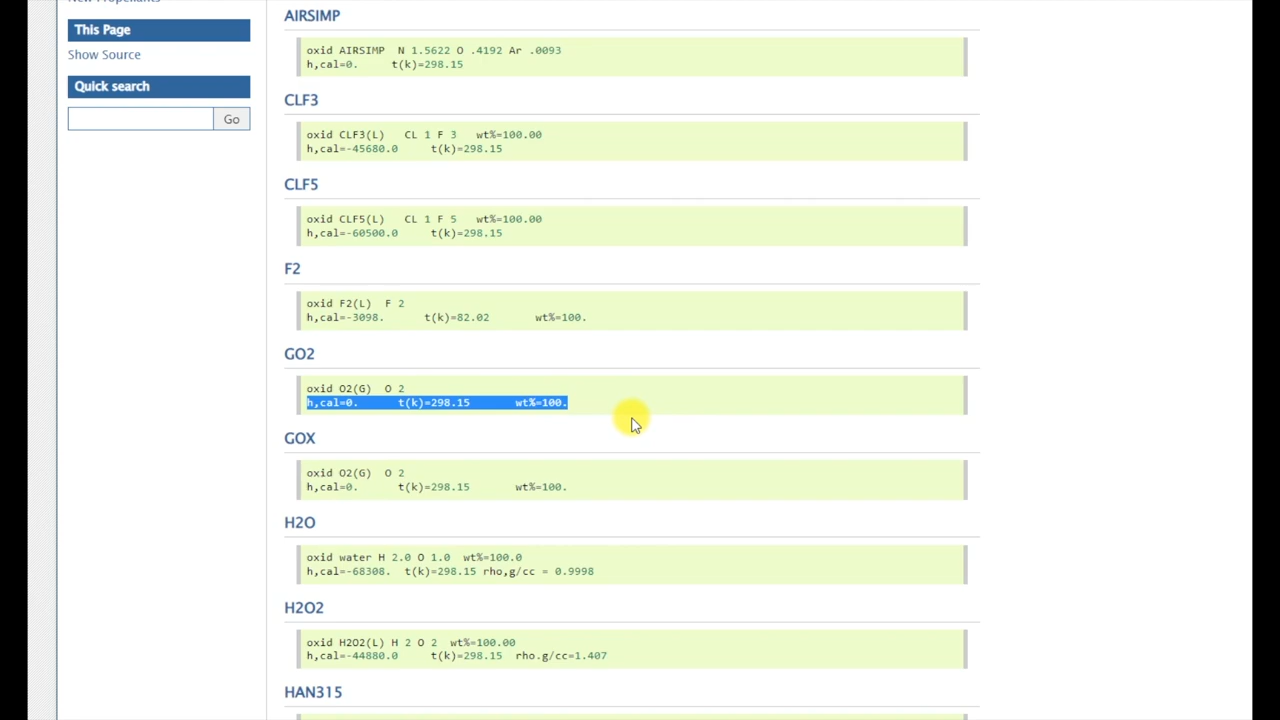 New Propellants
This Page
Show Source
Quick search
Go
AIRSIMP
oxid AIRSIMP  N 1.5622 O .4192 Ar .0093
h,cal=0.     t(k)=298.15
CLF3
oxid CLF3(L)   CL 1 F 3   wt%=100.00
h,cal=-45680.0     t(k)=298.15
CLF5
oxid CLF5(L)   CL 1 F 5   wt%=100.00
h,cal=-60500.0     t(k)=298.15
F2
oxid F2(L)  F 2
h,cal=-3098.      t(k)=82.02       wt%=100.
GO2
oxid O2(G)  O 2
h,cal=0.      t(k)=298.15       wt%=100.
GOX
oxid O2(G)  O 2
h,cal=0.      t(k)=298.15       wt%=100.
H2O
oxid water H 2.0 O 1.0  wt%=100.0
h,cal=-68308.  t(k)=298.15 rho,g/cc = 0.9998
H2O2
oxid H2O2(L) H 2 O 2  wt%=100.00
h,cal=-44880.0     t(k)=298.15  rho.g/cc=1.407
HAN315